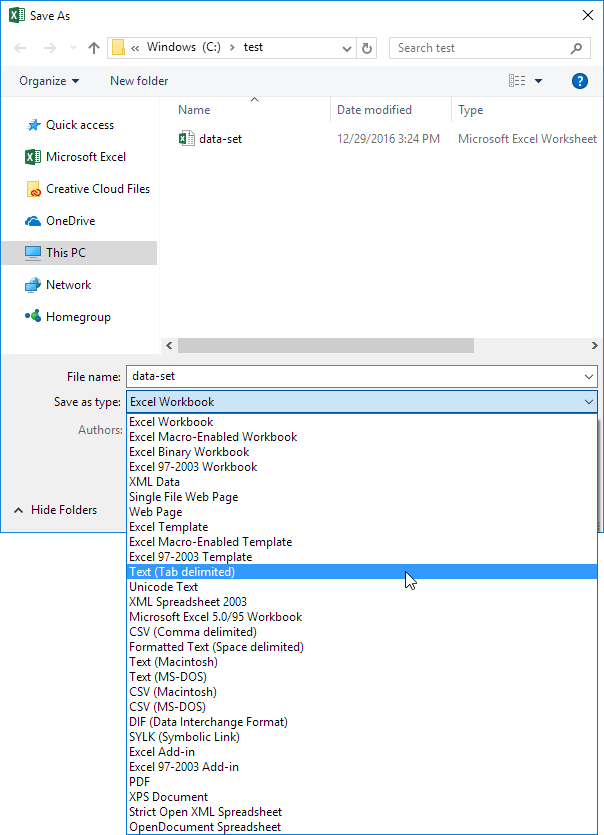 Save As
« Windows (C:) > test
Search test
Organize
New folder
?
Name
Date modified
Type
data-set
12/29/2016 3:24 PM
Microsoft Excel Worksheet
Quick access
Microsoft Excel
Creative Cloud Files
OneDrive
This PC
Network
Homegroup
File name:
data-set
Save as type:
Excel Workbook
Authors:
Hide Folders
Excel Workbook
Excel Macro-Enabled Workbook
Excel Binary Workbook
Excel 97-2003 Workbook
XML Data
Single File Web Page
Web Page
Excel Template
Excel Macro-Enabled Template
Excel 97-2003 Template
Text (Tab delimited)
Unicode Text
XML Spreadsheet 2003
Microsoft Excel 5.0/95 Workbook
CSV (Comma delimited)
Formatted Text (Space delimited)
Text (Macintosh)
Text (MS-DOS)
CSV (Macintosh)
CSV (MS-DOS)
DIF (Data Interchange Format)
SYLK (Symbolic Link)
Excel Add-in
Excel 97-2003 Add-in
PDF
XPS Document
Strict Open XML Spreadsheet
OpenDocument Spreadsheet